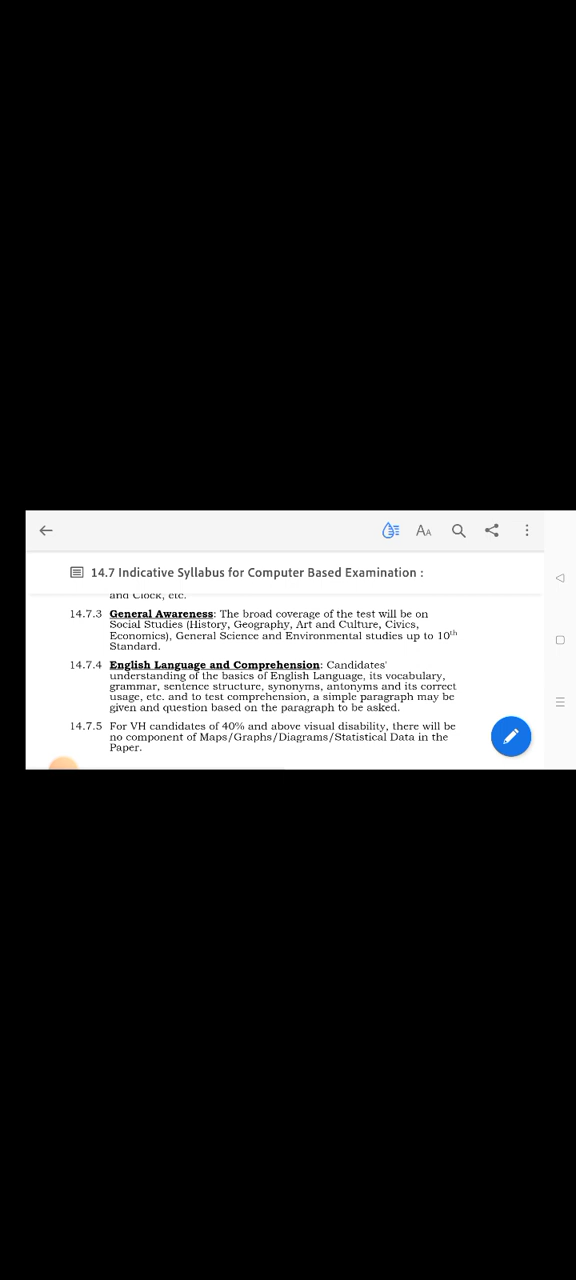 14.7 Indicative Syllabus for Computer Based Examination :
and Clock, etc.
14.7.3 General Awareness: The broad coverage of the test will be on
Social Studies (History, Geography, Art and Culture, Civics,
Economics), General Science and Environmental studies up to 10th
Standard.
14.7.4 English Language and Comprehension: Candidates'
understanding of the basics of English Language, its vocabulary,
grammar, sentence structure, synonyms, antonyms and its correct
usage, etc. and to test comprehension, a simple paragraph may be
given and question based on the paragraph to be asked.
14.7.5 For VH candidates of 40% and above visual disability, there will be
no component of Maps/Graphs/Diagrams/Statistical Data in the
Paper.